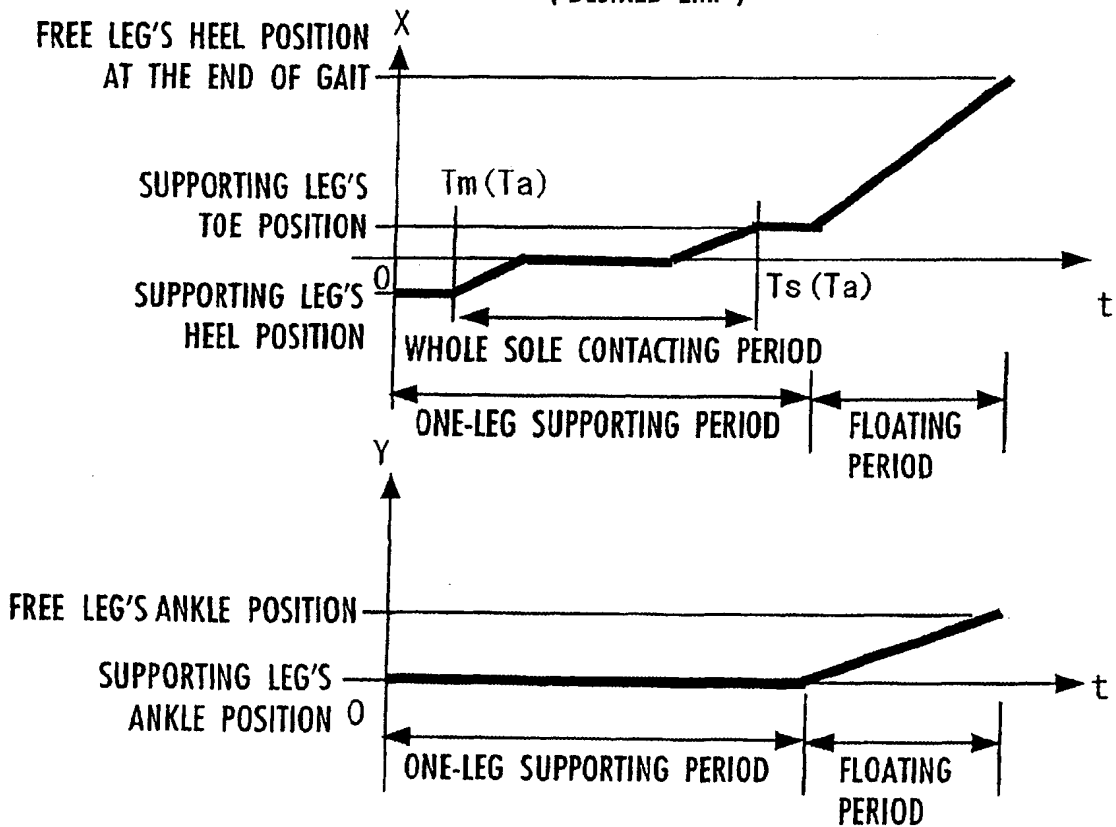 X
FREE LEG'S HEEL POSITION
AT THE END OF GAIT
SUPPORTING LEG'S
TOE POSITION
Tm(Ta)
0
SUPPORTING LEG'S
HEEL POSITION
Ts(Ta)
t
WHOLE SOLE CONTACTING PERIOD
ONE-LEG SUPPORTING PERIOD
FLOATING
PERIOD
Y
FREE LEG'S ANKLE POSITION
SUPPORTING LEG'S
ANKLE POSITION
0
t
ONE-LEG SUPPORTING PERIOD
FLOATING
PERIOD